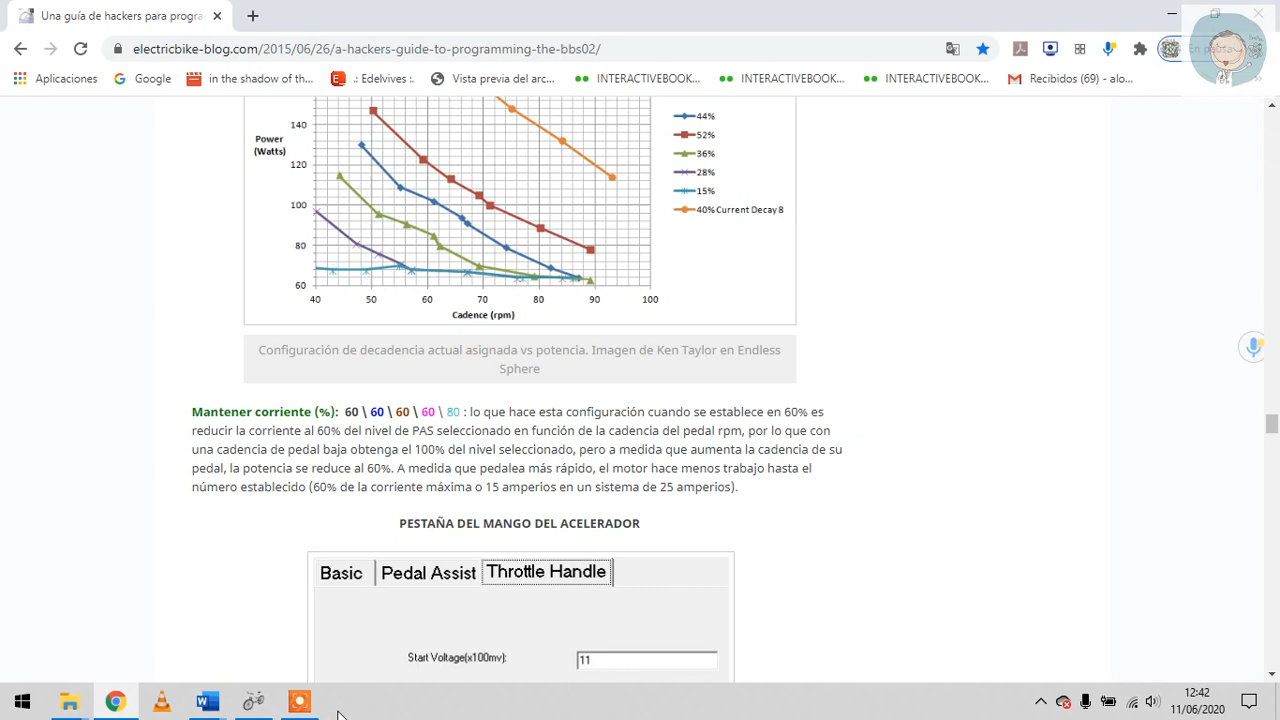 Una guía de hackers para progra
electricbike-blog.com/2015/06/26/a-hackers-guide-to-programming-the-bbs02/
En pausa
Aplicaciones
Google
in the shadow of th...
.: Edelvives :.
Vista previa del arc...
INTERACTIVEBOOK...
INTERACTIVEBOOK...
INTERACTIVEBOOK...
Recibidos (69) - alo...
Power
(Watts)
140
120
100
80
60
40 50 60 70 80 90 100
Cadence (rpm)
44%
52%
36%
28%
15%
40% Current Decay 8
Configuración de decadencia actual asignada vs potencia. Imagen de Ken Taylor en Endless
Sphere
Mantener corriente (%): 60 \ 60 \ 60 \ 60 \ 80 : lo que hace esta configuración cuando se establece en 60% es
reducir la corriente al 60% del nivel de PAS seleccionado en función de la cadencia del pedal rpm, por lo que con
una cadencia de pedal baja obtenga el 100% del nivel seleccionado, pero a medida que aumenta la cadencia de su
pedal, la potencia se reduce al 60%. A medida que pedalea más rápido, el motor hace menos trabajo hasta el
número establecido (60% de la corriente máxima o 15 amperios en un sistema de 25 amperios).
PESTAÑA DEL MANGO DEL ACELERADOR
Basic Pedal Assist Throttle Handle
Start Voltage(x100mv): 11
12:42
11/06/2020